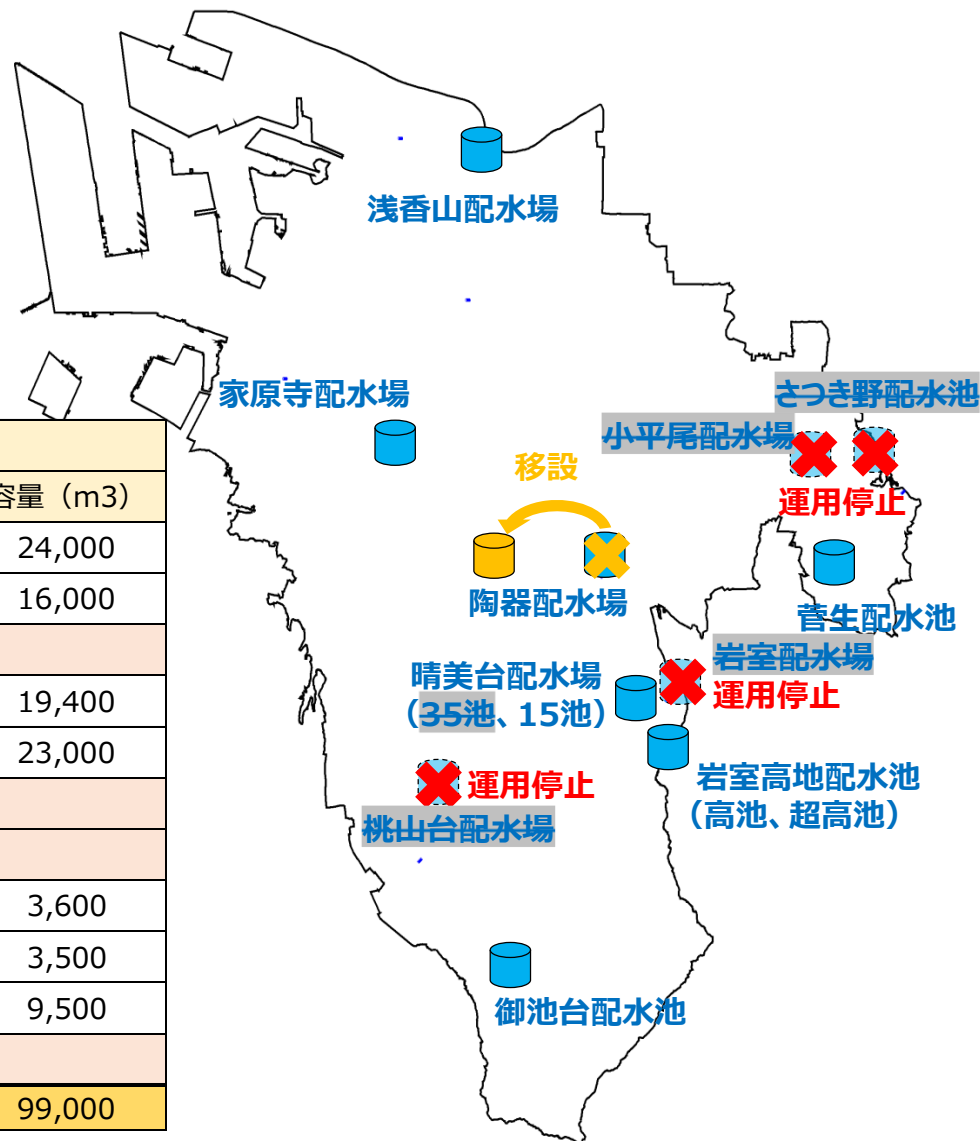 浅香山配水場
家原寺配水場
さつき野配水池
小平尾配水場
運用停止
移設
陶器配水場
菅生配水池
岩室配水場
運用停止
晴美台配水場
（35池、15池）
岩室高地配水池
（高池、超高池）
運用停止
桃山台配水場
御池台配水池
容量（m3）
24,000
16,000
19,400
23,000
3,600
3,500
9,500
99,000